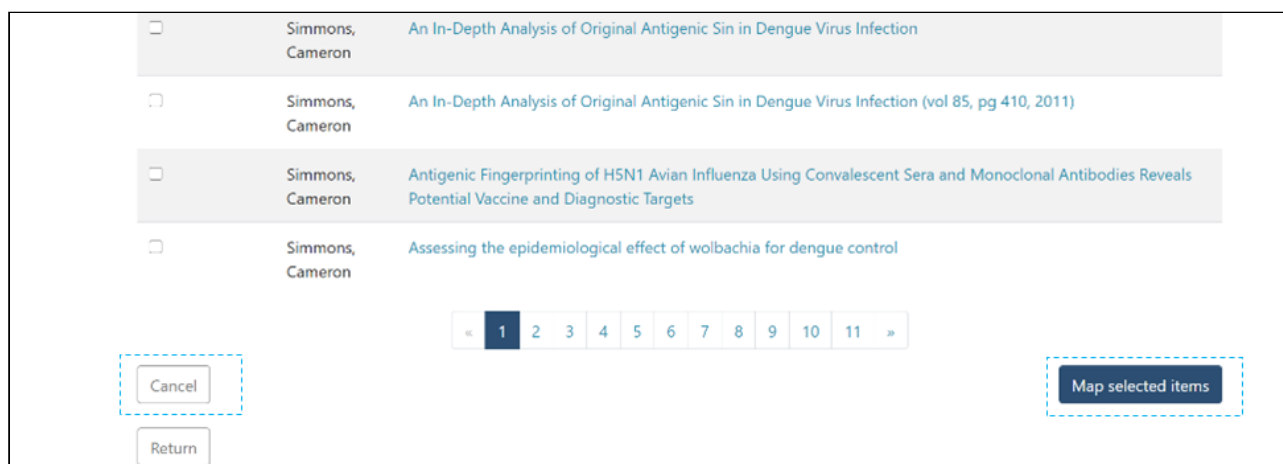 Simmons, Cameron An In-Depth Analysis of Original Antigenic Sin in Dengue Virus Infection
Simmons, Cameron An In-Depth Analysis of Original Antigenic Sin in Dengue Virus Infection (vol 85, pg 410, 2011)
Simmons, Cameron Antigenic Fingerprinting of H5N1 Avian Influenza Using Convalescent Sera and Monoclonal Antibodies Reveals
Potential Vaccine and Diagnostic Targets
Simmons, Cameron Assessing the epidemiological effect of wolbachia for dengue control
« 1 2 3 4 5 6 7 8 9 10 11 »
Cancel Map selected items
Return